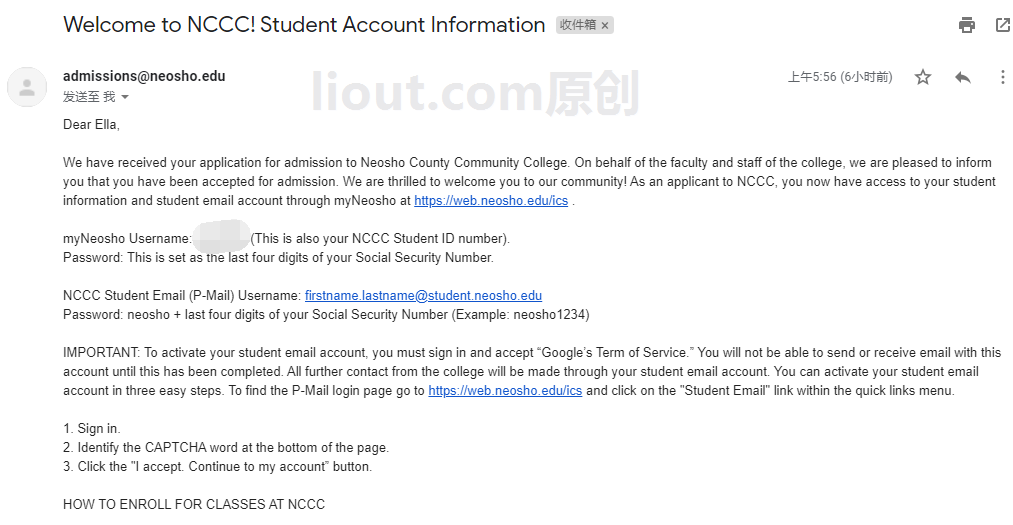 Welcome to NCCC! Student Account Information 收件箱 ×
admissions@neosho.edu
上午5:56 (6小时前)
发送至 我
liout.com原创
Dear Ella,
We have received your application for admission to Neosho County Community College. On behalf of the faculty and staff of the college, we are pleased to inform
you that you have been accepted for admission. We are thrilled to welcome you to our community! As an applicant to NCCC, you now have access to your student
information and student email account through myNeosho at https://web.neosho.edu/ics .
myNeosho Username: (This is also your NCCC Student ID number).
Password: This is set as the last four digits of your Social Security Number.
NCCC Student Email (P-Mail) Username: firstname.lastname@student.neosho.edu
Password: neosho + last four digits of your Social Security Number (Example: neosho1234)
IMPORTANT: To activate your student email account, you must sign in and accept “Google’s Term of Service.” You will not be able to send or receive email with this
account until this has been completed. All further contact from the college will be made through your student email account. You can activate your student email
account in three easy steps. To find the P-Mail login page go to https://web.neosho.edu/ics and click on the "Student Email" link within the quick links menu.
1. Sign in.
2. Identify the CAPTCHA word at the bottom of the page.
3. Click the "I accept. Continue to my account” button.
HOW TO ENROLL FOR CLASSES AT NCCC